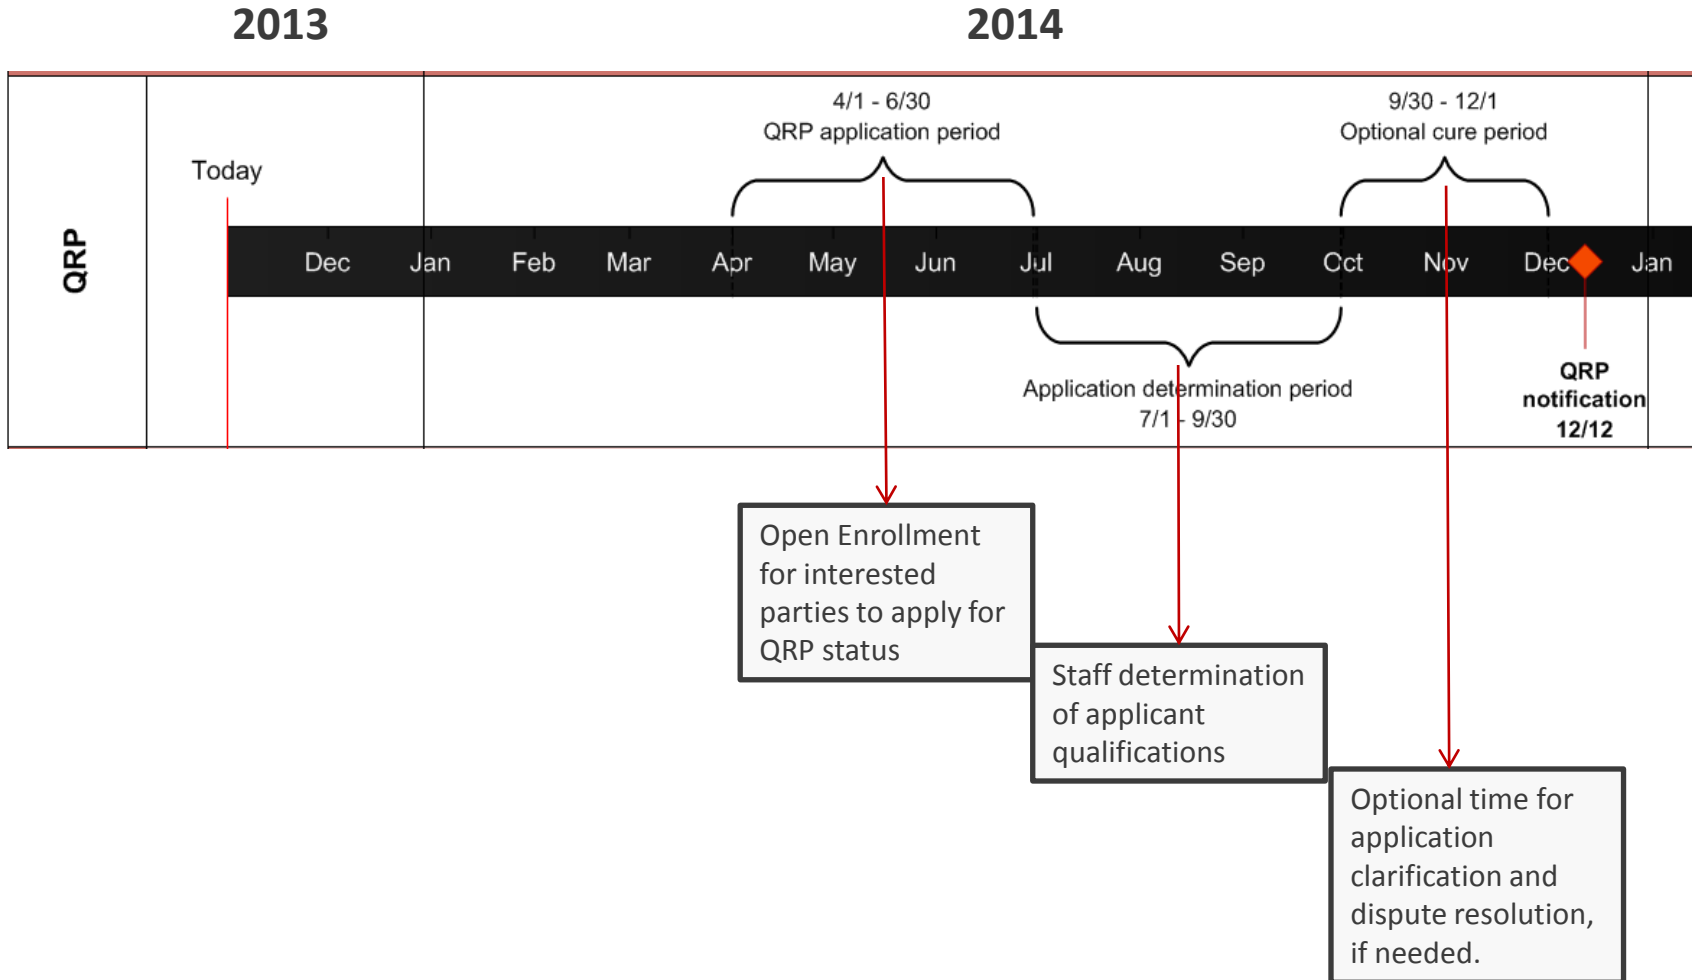 2013
2014
4/1 - 6/30
QRP application period
9/30 - 12/1
Optional cure period
Today
QRP
Dec Jan Feb Mar Apr May Jun Jul Aug Sep Oct Nov Dec Jan
Application determination period
7/1 - 9/30
QRP
notification
12/12
Open Enrollment
for interested
parties to apply for
QRP status
Staff determination
of applicant
qualifications
Optional time for
application
clarification and
dispute resolution,
if needed.